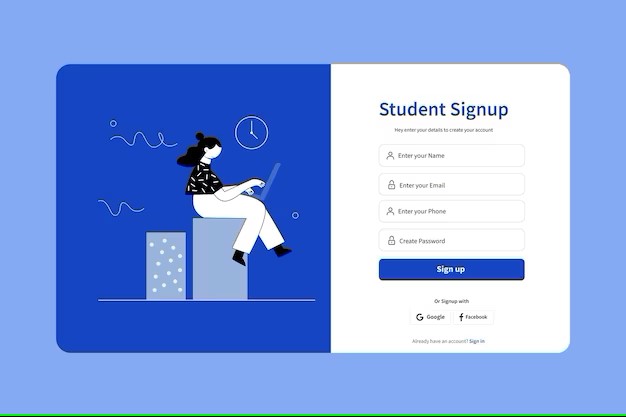 Student Signup
Hey enter your details to create your account
Enter your Name
Enter your Email
Enter your Phone
Create Password
Sign up
Or Signup with
Google Facebook
Already have an account? Sign in